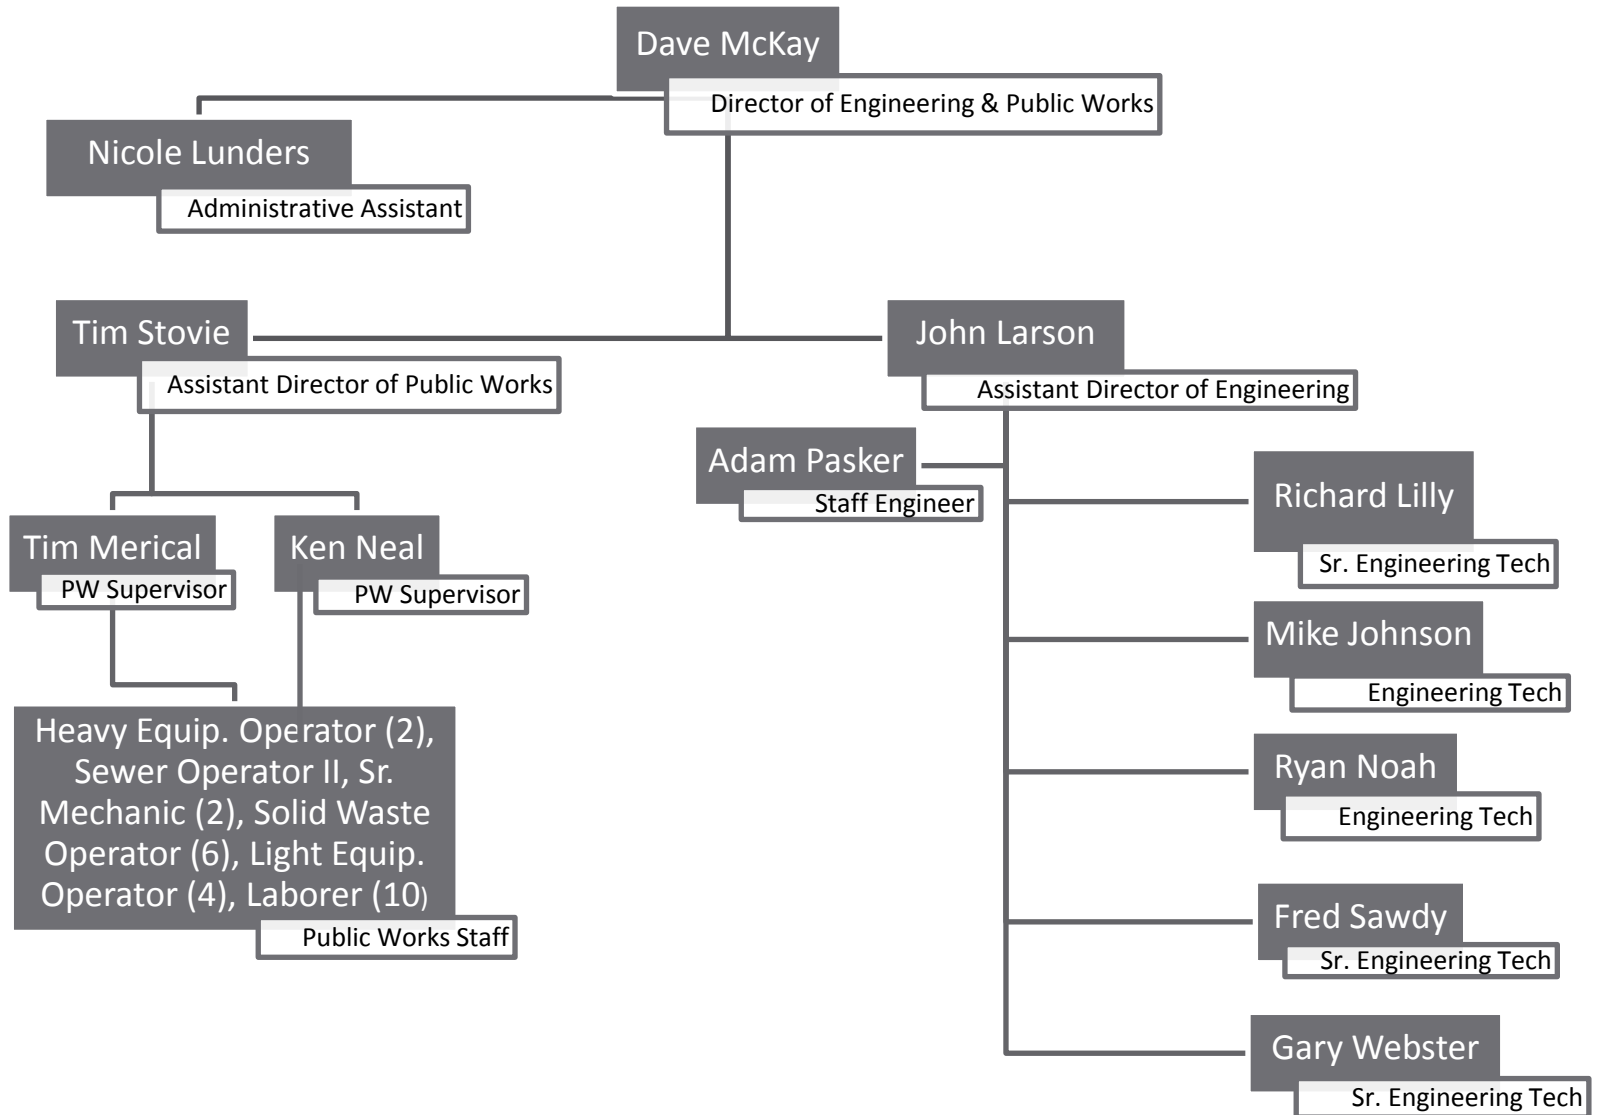 Dave McKay
Director of Engineering & Public Works
Nicole Lunders
Administrative Assistant
Tim Stovie
Assistant Director of Public Works
John Larson
Assistant Director of Engineering
Adam Pasker
Staff Engineer
Richard Lilly
Sr. Engineering Tech
Tim Merical
PW Supervisor
Ken Neal
PW Supervisor
Mike Johnson
Engineering Tech
Heavy Equip. Operator (2),
Sewer Operator II, Sr.
Mechanic (2), Solid Waste
Operator (6), Light Equip.
Operator (4), Laborer (10)
Public Works Staff
Ryan Noah
Engineering Tech
Fred Sawdy
Sr. Engineering Tech
Gary Webster
Sr. Engineering Tech